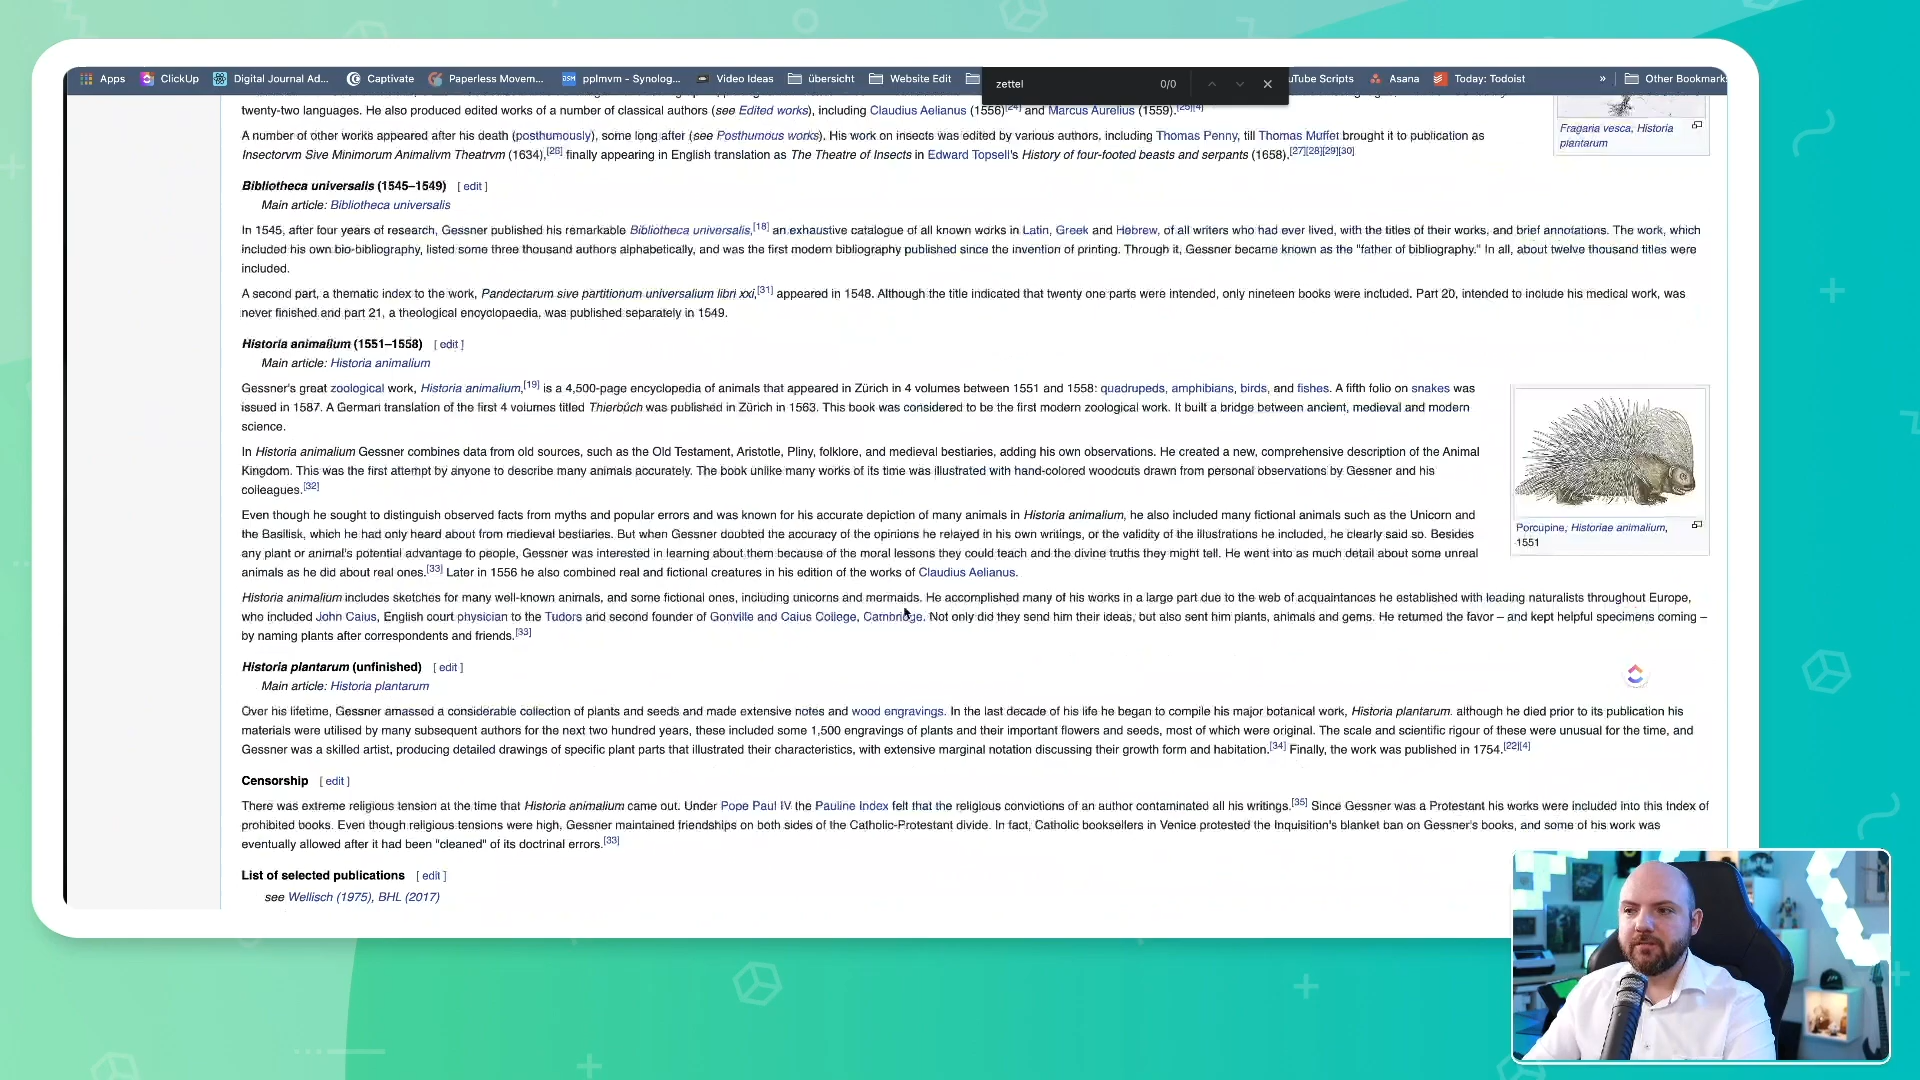 Apps ClickUp Digital Journal Ad... Captivate Paperless Movem... pplmvm - Synolog... Video Ideas übersicht Website Edit uTube Scripts Asana Today: Todoist » Other Bookmarks
zettel 0/0
twenty-two languages. He also produced edited works of a number of classical authors (see Edited works), including Claudius Aelianus (1556)[24] and Marcus Aurelius (1559).[25][4]
A number of other works appeared after his death (posthumously), some long after (see Posthumous works). His work on insects was edited by various authors, including Thomas Penny, till Thomas Muffet brought it to publication as
Insectorvm Sive Minimorum Animalivm Theatrvm (1634),[26] finally appearing in English translation as The Theatre of Insects in Edward Topsell's History of four-footed beasts and serpants (1658).[27][28][29][30]
Fragaria vesca, Historia
plantarum
Bibliotheca universalis (1545–1549) [ edit ]
Main article: Bibliotheca universalis
In 1545, after four years of research, Gessner published his remarkable Bibliotheca universalis,[18] an exhaustive catalogue of all known works in Latin, Greek and Hebrew, of all writers who had ever lived, with the titles of their works, and brief annotations. The work, which
included his own bio-bibliography, listed some three thousand authors alphabetically, and was the first modern bibliography published since the invention of printing. Through it, Gessner became known as the "father of bibliography." In all, about twelve thousand titles were
included.
A second part, a thematic index to the work, Pandectarum sive partitionum universalium libri xxi,[31] appeared in 1548. Although the title indicated that twenty one parts were intended, only nineteen books were included. Part 20, intended to include his medical work, was
never finished and part 21, a theological encyclopaedia, was published separately in 1549.
Historia animalium (1551–1558) [ edit ]
Main article: Historia animalium
Gessner's great zoological work, Historia animalium,[19] is a 4,500-page encyclopedia of animals that appeared in Zürich in 4 volumes between 1551 and 1558: quadrupeds, amphibians, birds, and fishes. A fifth folio on snakes was
issued in 1587. A German translation of the first 4 volumes titled Thierbuch was published in Zürich in 1563. This book was considered to be the first modern zoological work. It built a bridge between ancient, medieval and modern
science.
In Historia animalium Gessner combines data from old sources, such as the Old Testament, Aristotle, Pliny, folklore, and medieval bestiaries, adding his own observations. He created a new, comprehensive description of the Animal
Kingdom. This was the first attempt by anyone to describe many animals accurately. The book unlike many works of its time was illustrated with hand-colored woodcuts drawn from personal observations by Gessner and his
colleagues.[32]
Even though he sought to distinguish observed facts from myths and popular errors and was known for his accurate depiction of many animals in Historia animalium, he also included many fictional animals such as the Unicorn and
the Basilisk, which he had only heard about from medieval bestiaries. But when Gessner doubted the accuracy of the opinions he relayed in his own writings, or the validity of the illustrations he included, he clearly said so. Besides
any plant or animal's potential advantage to people, Gessner was interested in learning about them because of the moral lessons they could teach and the divine truths they might tell. He went into as much detail about some unreal
animals as he did about real ones.[33] Later in 1556 he also combined real and fictional creatures in his edition of the works of Claudius Aelianus.
Porcupine; Historiae animalium,
1551
Historia animalium includes sketches for many well-known animals, and some fictional ones, including unicorns and mermaids. He accomplished many of his works in a large part due to the web of acquaintances he established with leading naturalists throughout Europe,
who included John Caius, English court physician to the Tudors and second founder of Gonville and Caius College, Cambridge. Not only did they send him their ideas, but also sent him plants, animals and gems. He returned the favor – and kept helpful specimens coming –
by naming plants after correspondents and friends.[33]
Historia plantarum (unfinished) [ edit ]
Main article: Historia plantarum
Over his lifetime, Gessner amassed a considerable collection of plants and seeds and made extensive notes and wood engravings. In the last decade of his life he began to compile his major botanical work, Historia plantarum. although he died prior to its publication his
materials were utilised by many subsequent authors for the next two hundred years, these included some 1,500 engravings of plants and their important flowers and seeds, most of which were original. The scale and scientific rigour of these were unusual for the time, and
Gessner was a skilled artist, producing detailed drawings of specific plant parts that illustrated their characteristics, with extensive marginal notation discussing their growth form and habitation.[34] Finally, the work was published in 1754.[22][4]
Censorship [ edit ]
There was extreme religious tension at the time that Historia animalium came out. Under Pope Paul IV the Pauline Index felt that the religious convictions of an author contaminated all his writings.[35] Since Gessner was a Protestant his works were included into this Index of
prohibited books. Even though religious tensions were high, Gessner maintained friendships on both sides of the Catholic-Protestant divide. In fact, Catholic booksellers in Venice protested the Inquisition's blanket ban on Gessner's books, and some of his work was
eventually allowed after it had been "cleaned" of its doctrinal errors.[33]
List of selected publications [ edit ]
see Wellisch (1975), BHL (2017)